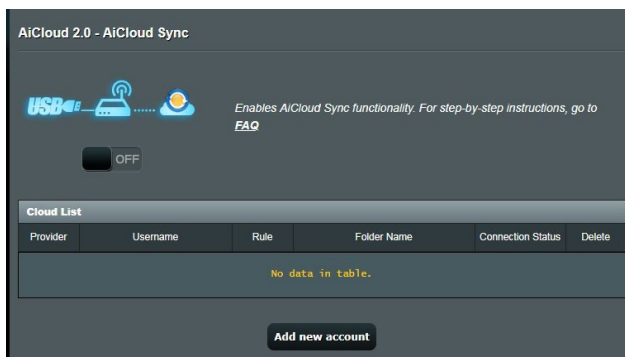 AiCloud 2.0 - AiCloud Sync
USB
Enables AiCloud Sync functionality. For step-by-step instructions, go to
FAQ
OFF
Cloud List
Provider Username Rule Folder Name Connection Status Delete
No data in table.
Add new account